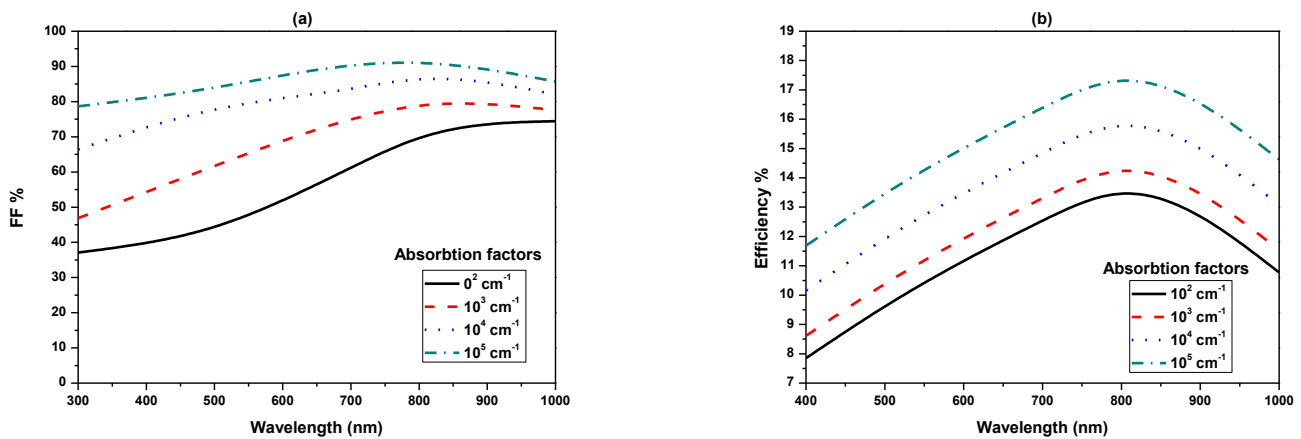 (a)
100
90
80
70
60
50
40
30
20
10
0
FF %
300 400 500 600 700 800 900 1000
Wavelength (nm)
Absorbtion factors
0² cm⁻¹
10³ cm⁻¹
10⁴ cm⁻¹
10⁵ cm⁻¹
(b)
19
18
17
16
15
14
13
12
11
10
9
8
7
Efficiency %
400 500 600 700 800 900 1000
Wavelength (nm)
Absorbtion factors
10² cm⁻¹
10³ cm⁻¹
10⁴ cm⁻¹
10⁵ cm⁻¹